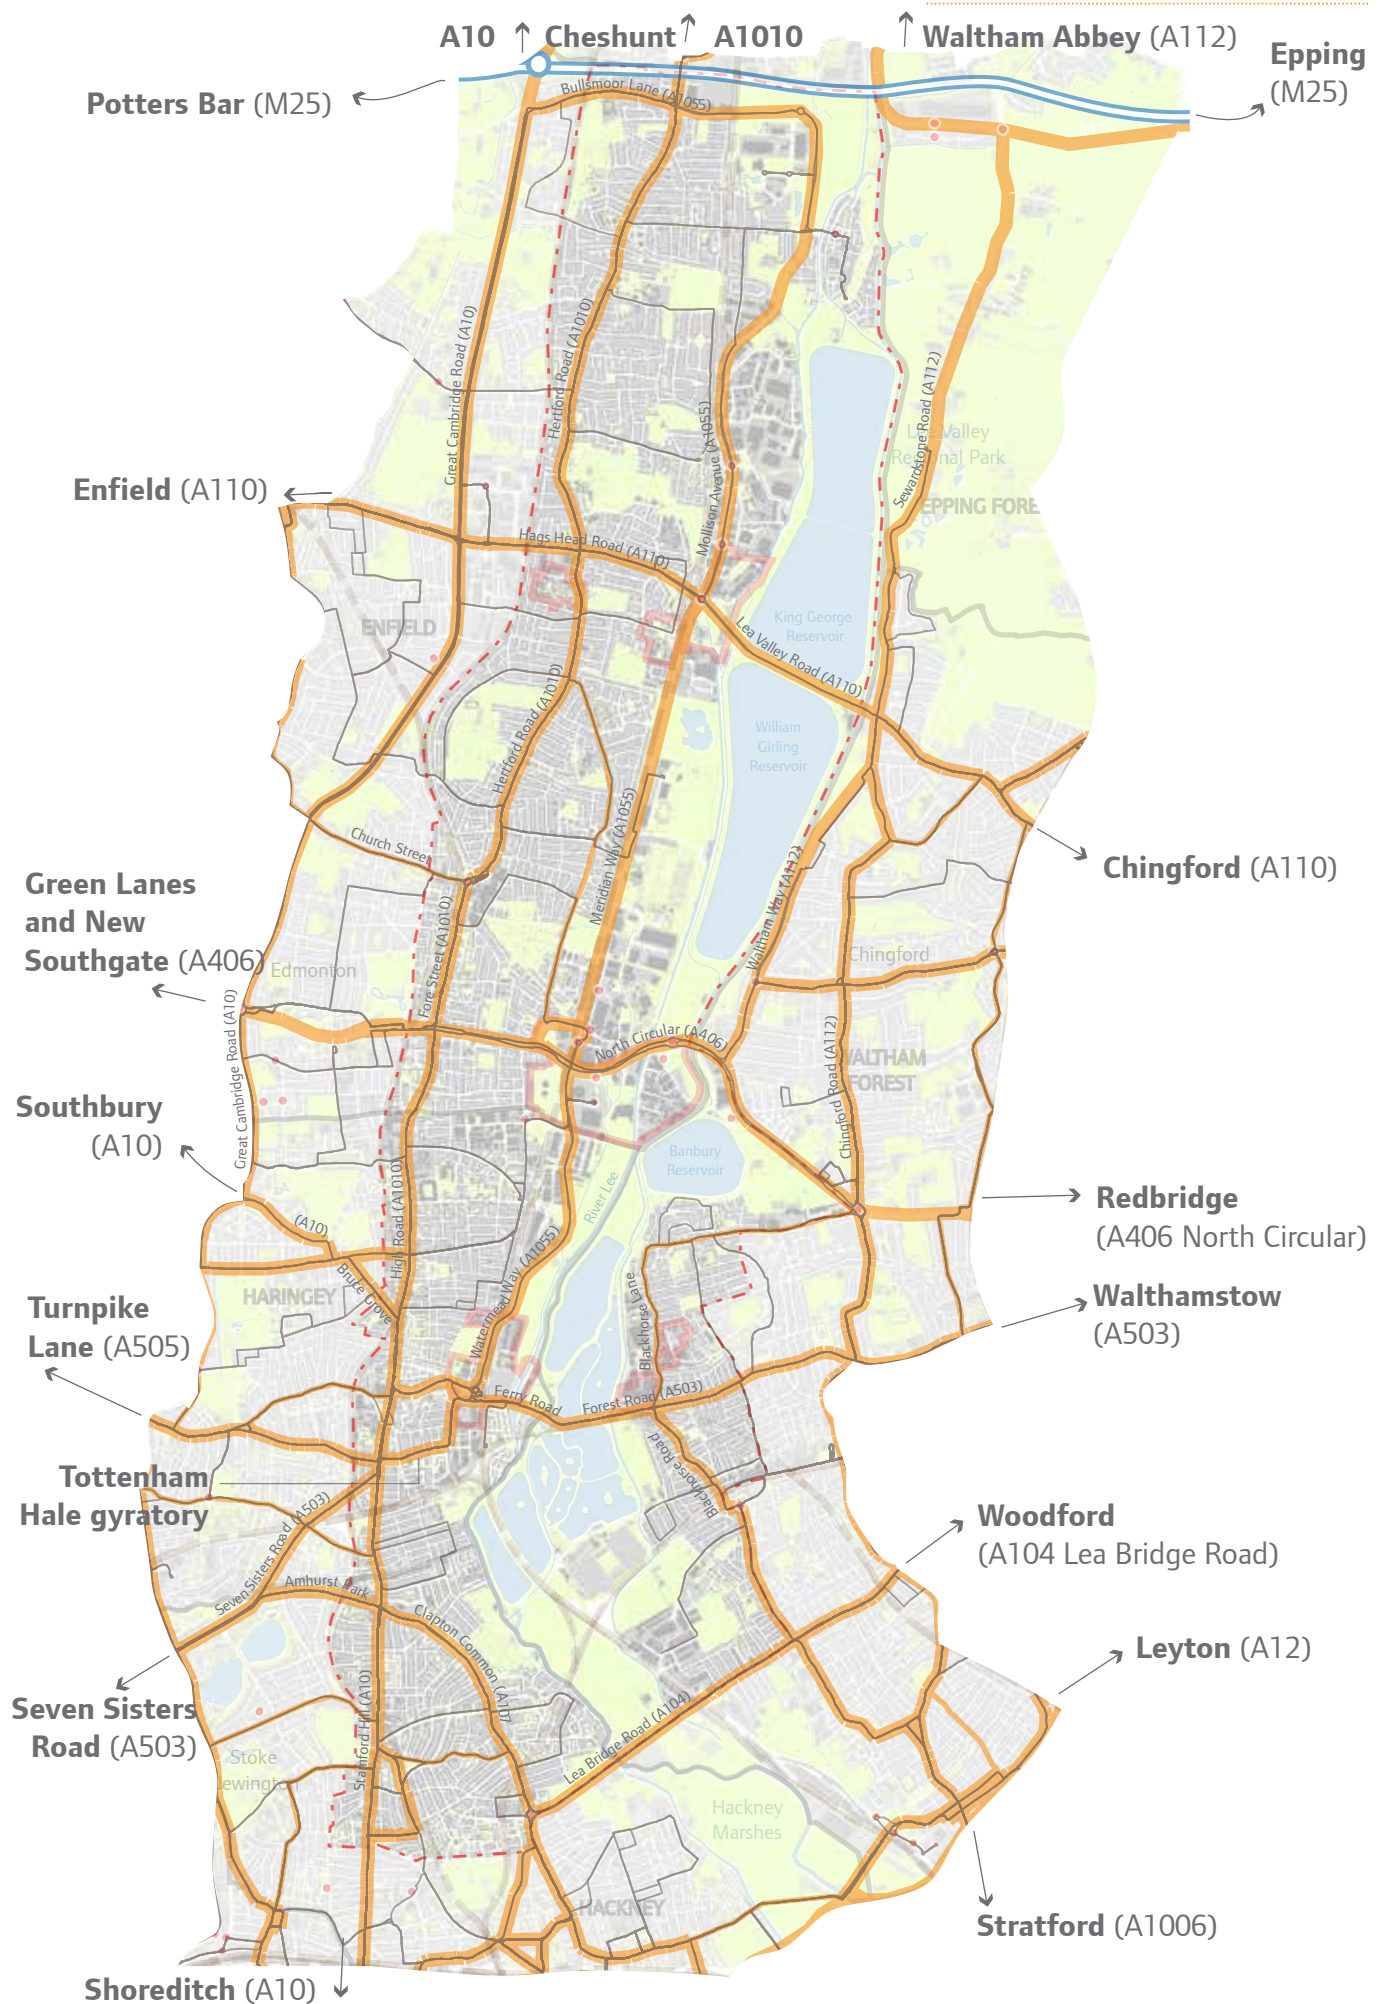 A10
Cheshunt
A1010
Waltham Abbey (A112)
Epping
(M25)
Potters Bar (M25)
Bullsmoor Lane (A1055)
Great Cambridge Road (A10)
Hertford Road (A1010)
Mollison Avenue (A1055)
Sewardstone Road (A112)
Lee Valley
Regional Park
EPPING FORE
Enfield (A110)
Hags Head Road (A110)
ENFIELD
King George
Reservoir
Lea Valley Road (A110)
Hertford Road (A1010)
William
Girling
Reservoir
Meridian Way (A1055)
Church Street
Waltham Way (A112)
Chingford (A110)
Green Lanes
and New
Southgate (A406)
Edmonton
Fore Street (A1010)
Chingford
Great Cambridge Road (A10)
North Circular (A406)
Chingford Road (A112)
WALTHAM
FOREST
Southbury
(A10)
Banbury
Reservoir
River Lee
(A10)
High Road (A1010)
Redbridge
(A406 North Circular)
Bruce Grove
HARINGEY
Watermead Way (A1055)
Blackhorse Lane
Walthamstow
(A503)
Turnpike
Lane (A505)
Ferry Road
Forest Road (A503)
Blackhorse Road
Tottenham
Hale gyratory
Seven Sisters Road (A503)
Woodford
(A104 Lea Bridge Road)
Amhurst Park
Clapton Common (A107
Leyton (A12)
Seven Sisters
Road (A503)
Stamford Hill (A10)
Lea Bridge Road (A104)
Stoke
ewington
Hackney
Marshes
HACKNEY
Stratford (A1006)
Shoreditch (A10)